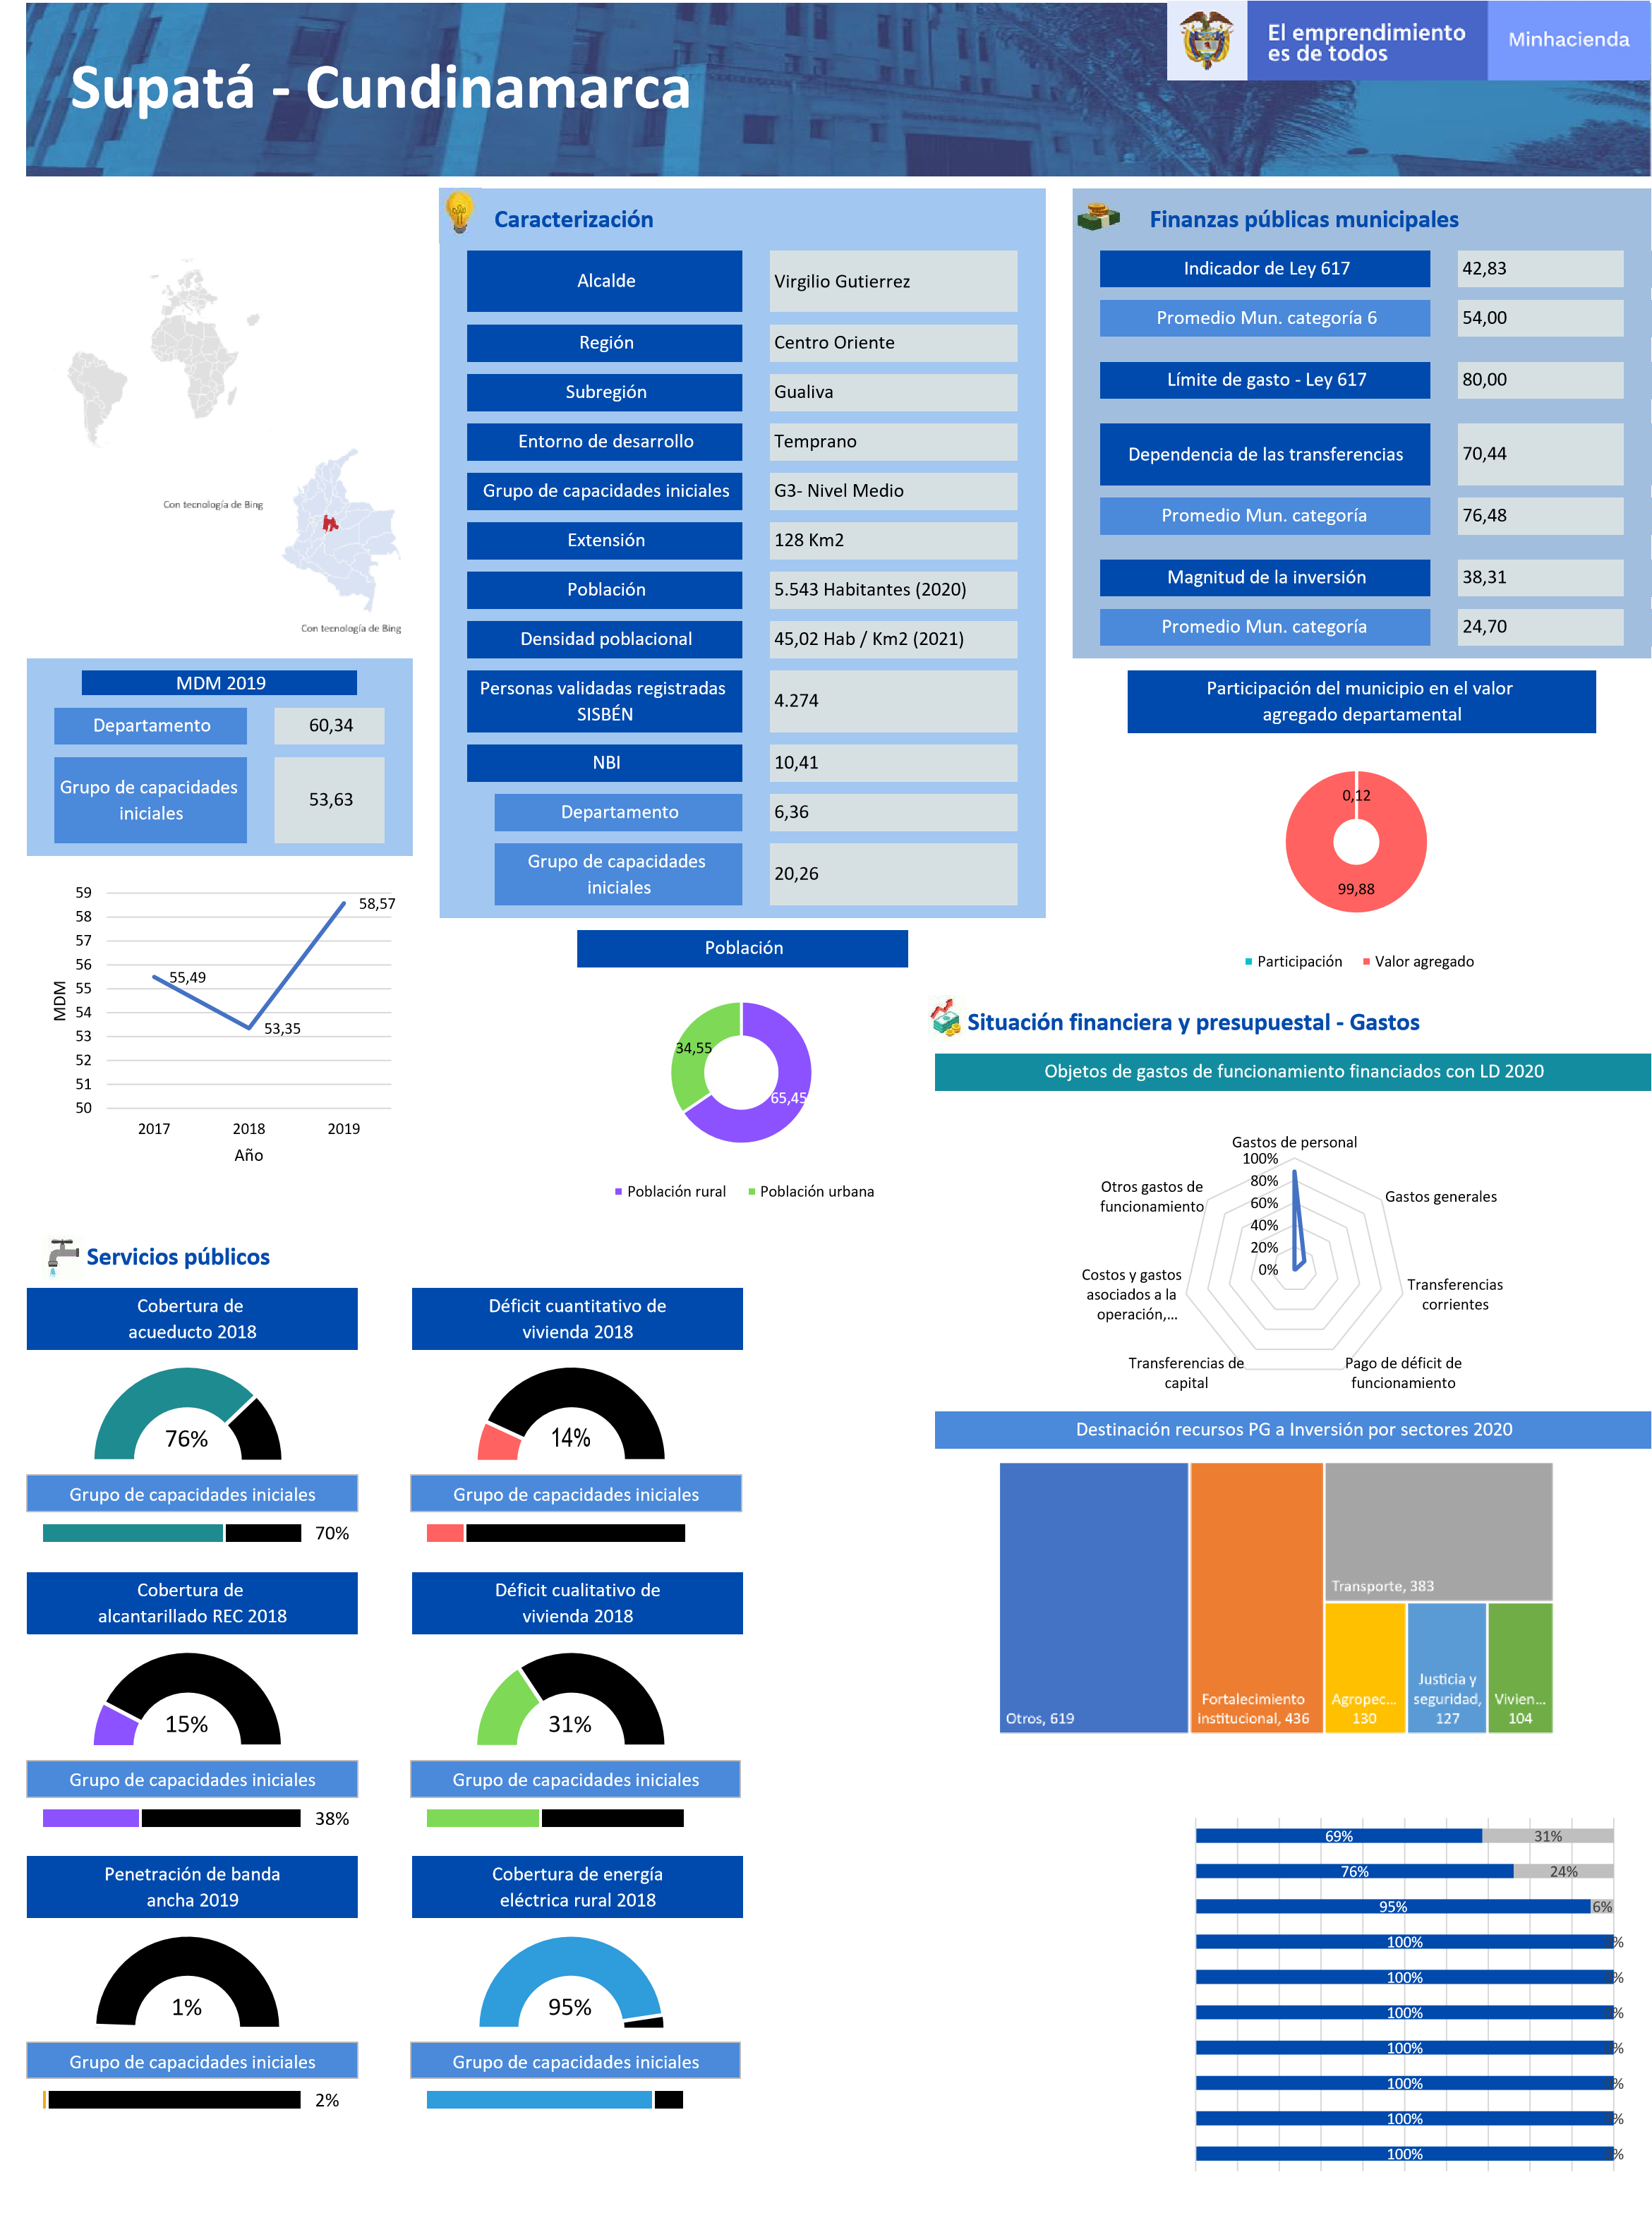 El emprendimiento
es de todos
Minhacienda
Supatá - Cundinamarca
Con tecnología de Bing
Con tecnología de Bing
MDM 2019
Departamento 60,34
Grupo de capacidades
iniciales
53,63
59
58
57
56
55
54
53
52
51
50
MDM
55,49
53,35
58,57
2017 2018 2019
Año
Caracterización
Alcalde Virgilio Gutierrez
Región Centro Oriente
Subregión Gualiva
Entorno de desarrollo Temprano
Grupo de capacidades iniciales G3- Nivel Medio
Extensión 128 Km2
Población 5.543 Habitantes (2020)
Densidad poblacional 45,02 Hab / Km2 (2021)
Personas validadas registradas
SISBÉN
4.274
NBI 10,41
Departamento 6,36
Grupo de capacidades
iniciales
20,26
Población
34,55
65,45
Población rural Población urbana
Finanzas públicas municipales
Indicador de Ley 617 42,83
Promedio Mun. categoría 6 54,00
Límite de gasto - Ley 617 80,00
Dependencia de las transferencias 70,44
Promedio Mun. categoría 76,48
Magnitud de la inversión 38,31
Promedio Mun. categoría 24,70
Participación del municipio en el valor
agregado departamental
0,12
99,88
Participación Valor agregado
Situación financiera y presupuestal - Gastos
Objetos de gastos de funcionamiento financiados con LD 2020
Gastos de personal
100%
80%
60%
40%
20%
0%
Gastos generales
Transferencias
corrientes
Pago de déficit de
funcionamiento
Transferencias de
capital
Costos y gastos
asociados a la
operación,...
Otros gastos de
funcionamiento
Destinación recursos PG a Inversión por sectores 2020
Otros, 619
Fortalecimiento
institucional, 436
Transporte, 383
Agropec...
130
Justicia y
seguridad,
127
Vivien...
104
Servicios públicos
Cobertura de
acueducto 2018
76%
Grupo de capacidades iniciales
70%
Déficit cuantitativo de
vivienda 2018
14%
Grupo de capacidades iniciales
Cobertura de
alcantarillado REC 2018
15%
Grupo de capacidades iniciales
38%
Déficit cualitativo de
vivienda 2018
31%
Grupo de capacidades iniciales
Penetración de banda
ancha 2019
1%
Grupo de capacidades iniciales
2%
Cobertura de energía
eléctrica rural 2018
95%
Grupo de capacidades iniciales
69% 31%
76% 24%
95% 6%
100%
100%
100%
100%
100%
100%
100%